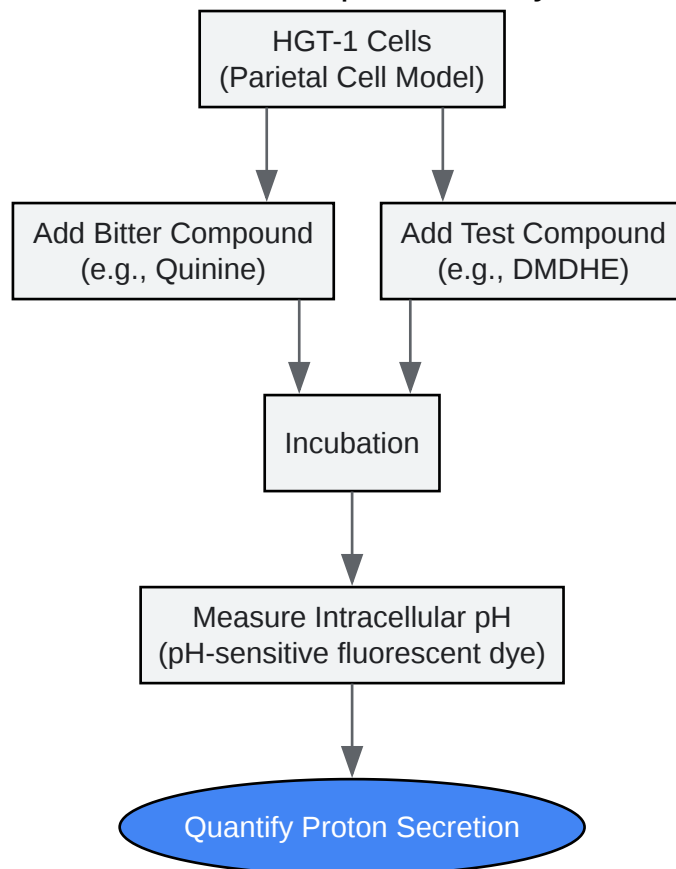 HGT-1 Cells
(Parietal Cell Model)
Add Bitter Compound
(e.g., Quinine)
Add Test Compound
(e.g., DMDHE)
Incubation
Measure Intracellular pH
(pH-sensitive fluorescent dye)
Quantify Proton Secretion